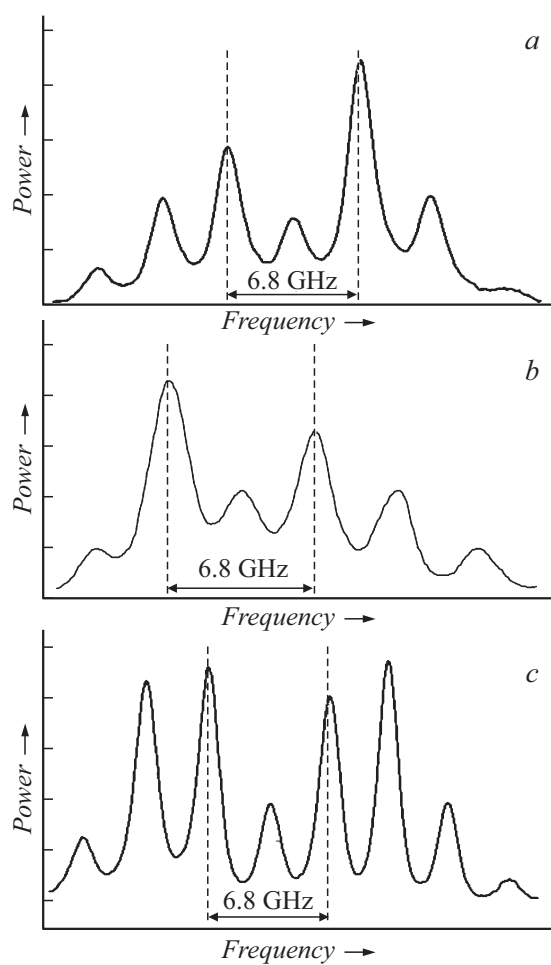 a
Power →
6.8 GHz
Frequency →
b
Power →
6.8 GHz
Frequency →
c
Power →
6.8 GHz
Frequency →